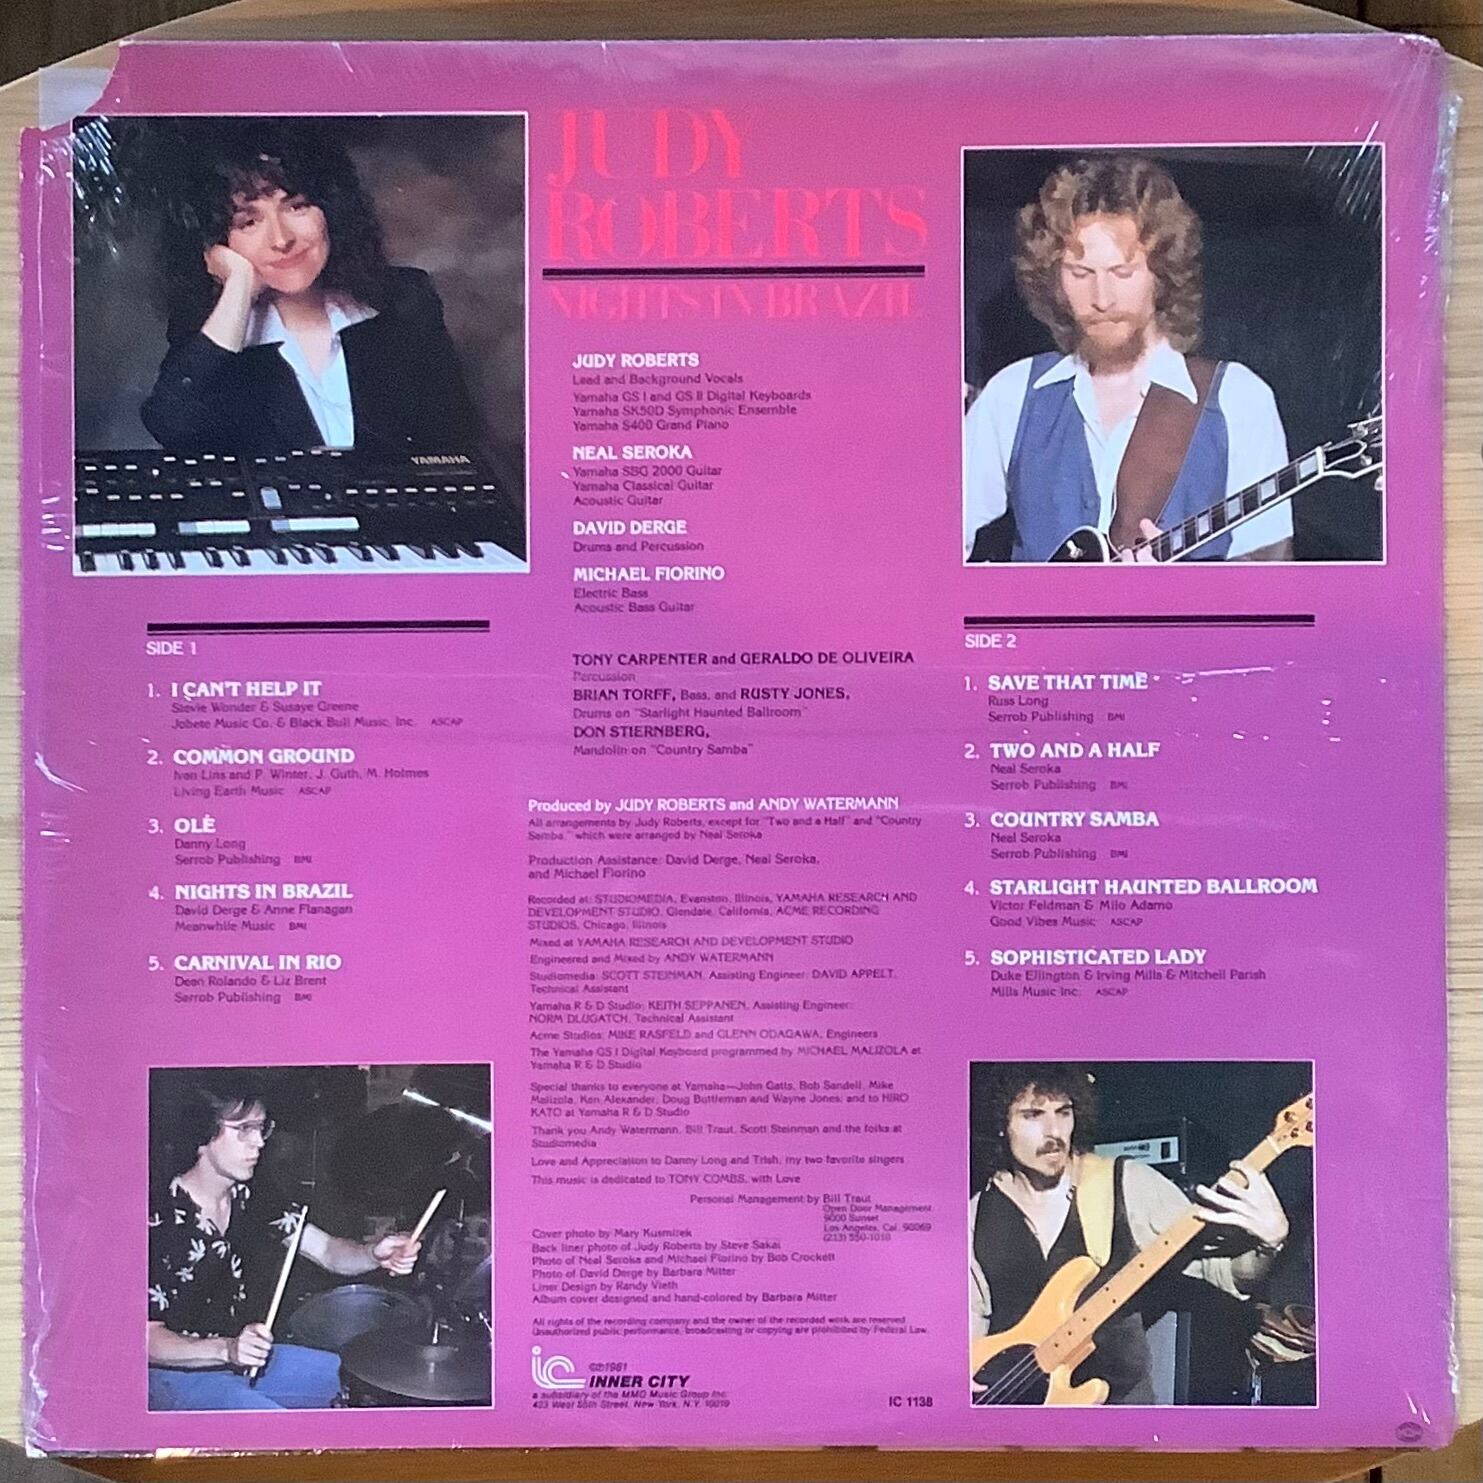 JUDY
ROBERTS
NIGHTS IN BRAZIL
YAMAHA
JUDY ROBERTS
Lead and Background Vocals
Yamaha GS I and GS II Digital Keyboards
Yamaha SK50D Symphonic Ensemble
Yamaha S400 Grand Piano
NEAL SEROKA
Yamaha SBG 2000 Guitar
Yamaha Classical Guitar
Acoustic Guitar
DAVID DERGE
Drums and Percussion
MICHAEL FIORINO
Electric Bass
Acoustic Bass Guitar
TONY CARPENTER and GERALDO DE OLIVEIRA
Percussion
BRIAN TORFF, Bass, and RUSTY JONES,
Drums on "Starlight Haunted Ballroom"
DON STIERNBERG,
Mandolin on "Country Samba"
SIDE 1
1. I CAN'T HELP IT
Stevie Wonder & Susaye Greene
Jobete Music Co. & Black Bull Music, Inc. ASCAP
2. COMMON GROUND
Ivan Lins and P. Winter, J. Guth, M. Holmes
Living Earth Music ASCAP
3. OLÉ
Danny Long
Serrob Publishing BMI
4. NIGHTS IN BRAZIL
David Derge & Anne Flanagan
Meanwhile Music BMI
5. CARNIVAL IN RIO
Dean Rolando & Liz Brent
Serrob Publishing BMI
SIDE 2
1. SAVE THAT TIME
Russ Long
Serrob Publishing BMI
2. TWO AND A HALF
Neal Seroka
Serrob Publishing BMI
3. COUNTRY SAMBA
Neal Seroka
Serrob Publishing BMI
4. STARLIGHT HAUNTED BALLROOM
Victor Feldman & Milo Adamo
Good Vibes Music ASCAP
5. SOPHISTICATED LADY
Duke Ellington & Irving Mills & Mitchell Parish
Mills Music Inc. ASCAP
Produced by JUDY ROBERTS and ANDY WATERMANN
All arrangements by Judy Roberts, except for "Two and a Half" and "Country
Samba," which were arranged by Neal Seroka
Production Assistance: David Derge, Neal Seroka,
and Michael Fiorino
Recorded at: STUDIOMEDIA, Evanston, Illinois, YAMAHA RESEARCH AND
DEVELOPMENT STUDIO, Glendale, California, ACME RECORDING
STUDIOS, Chicago, Illinois
Mixed at YAMAHA RESEARCH AND DEVELOPMENT STUDIO
Engineered and Mixed by ANDY WATERMANN
Studiomedia: SCOTT STEINMAN, Assisting Engineer: DAVID APPELT,
Technical Assistant
Yamaha R & D Studio: KEITH SEPPANEN, Assisting Engineer:
NORM DLUGATCH, Technical Assistant
Acme Studios: MIKE RASFELD and GLENN ODAGAWA, Engineers
The Yamaha GS I Digital Keyboard programmed by MICHAEL MALIZOLA at
Yamaha R & D Studio
Special thanks to everyone at Yamaha—John Gatts, Bob Sandell, Mike
Malizola, Ken Alexander, Doug Buttleman and Wayne Jones; and to HIRO
KATO at Yamaha R & D Studio
Thank you Andy Watermann, Bill Traut, Scott Steinman and the folks at
Studiomedia
Love and Appreciation to Danny Long and Trish, my two favorite singers
This music is dedicated to TONY COMBS, with Love
Personal Management by Bill Traut
Open Door Management
9000 Sunset
Los Angeles, Cal. 90069
(213) 550-1010
Cover photo by Mary Kusmirek
Back liner photo of Judy Roberts by Steve Sakai
Photo of Neal Seroka and Michael Fiorino by Bob Crockett
Photo of David Derge by Barbara Mitter
Liner Design by Randy Vieth
Album cover designed and hand-colored by Barbara Mitter
All rights of the recording company and the owner of the recorded work are reserved
Unauthorized public performance, broadcasting or copying are prohibited by Federal Law.
ic
©℗1981
INNER CITY
a subsidiary of the MMO Music Group Inc.
423 West 55th Street, New York, N.Y. 10019
IC 1138